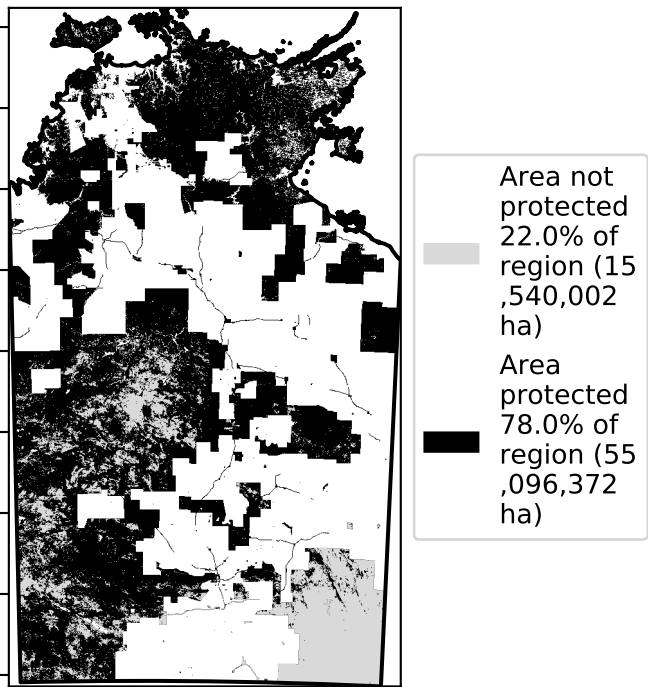 Area not
protected
22.0% of
region (15
,540,002
ha)
Area
protected
78.0% of
region (55
,096,372
ha)